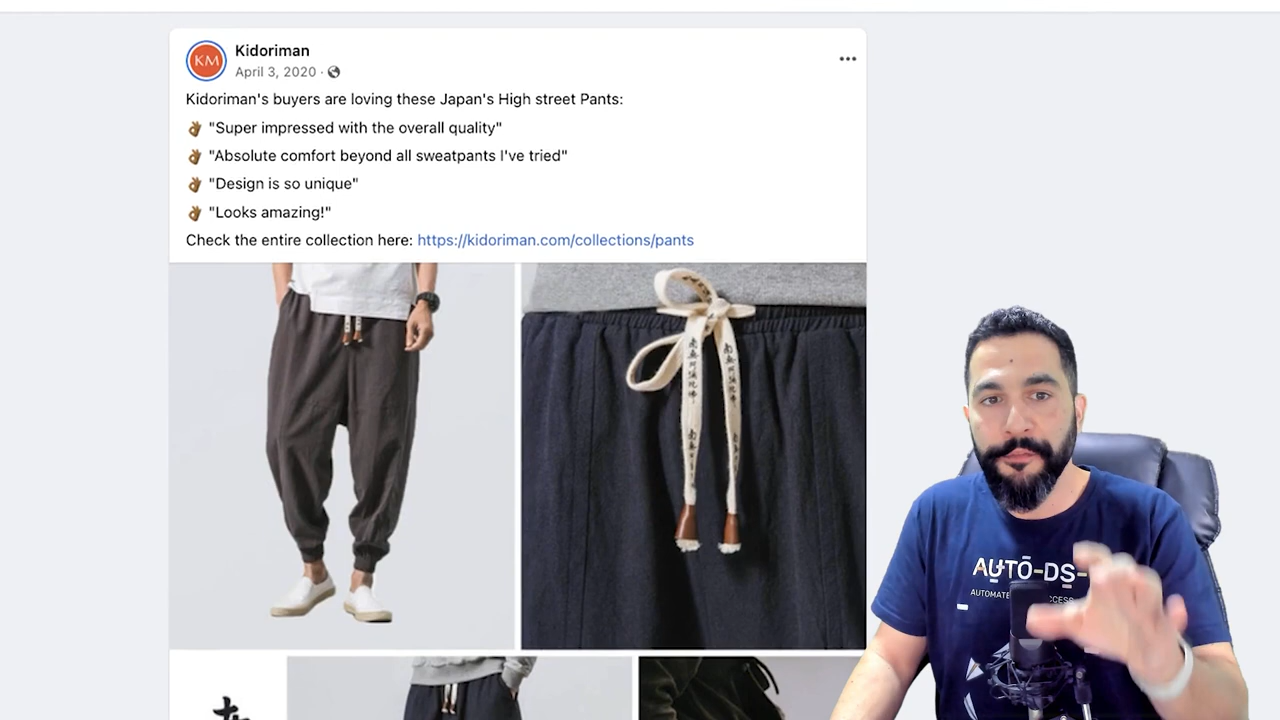 KM
Kidoriman
April 3, 2020 ·
Kidoriman's buyers are loving these Japan's High street Pants:
👌🏾 "Super impressed with the overall quality"
👌🏾 "Absolute comfort beyond all sweatpants I've tried"
👌🏾 "Design is so unique"
👌🏾 "Looks amazing!"
Check the entire collection here: https://kidoriman.com/collections/pants
AUTO-DS-
AUTOMATE